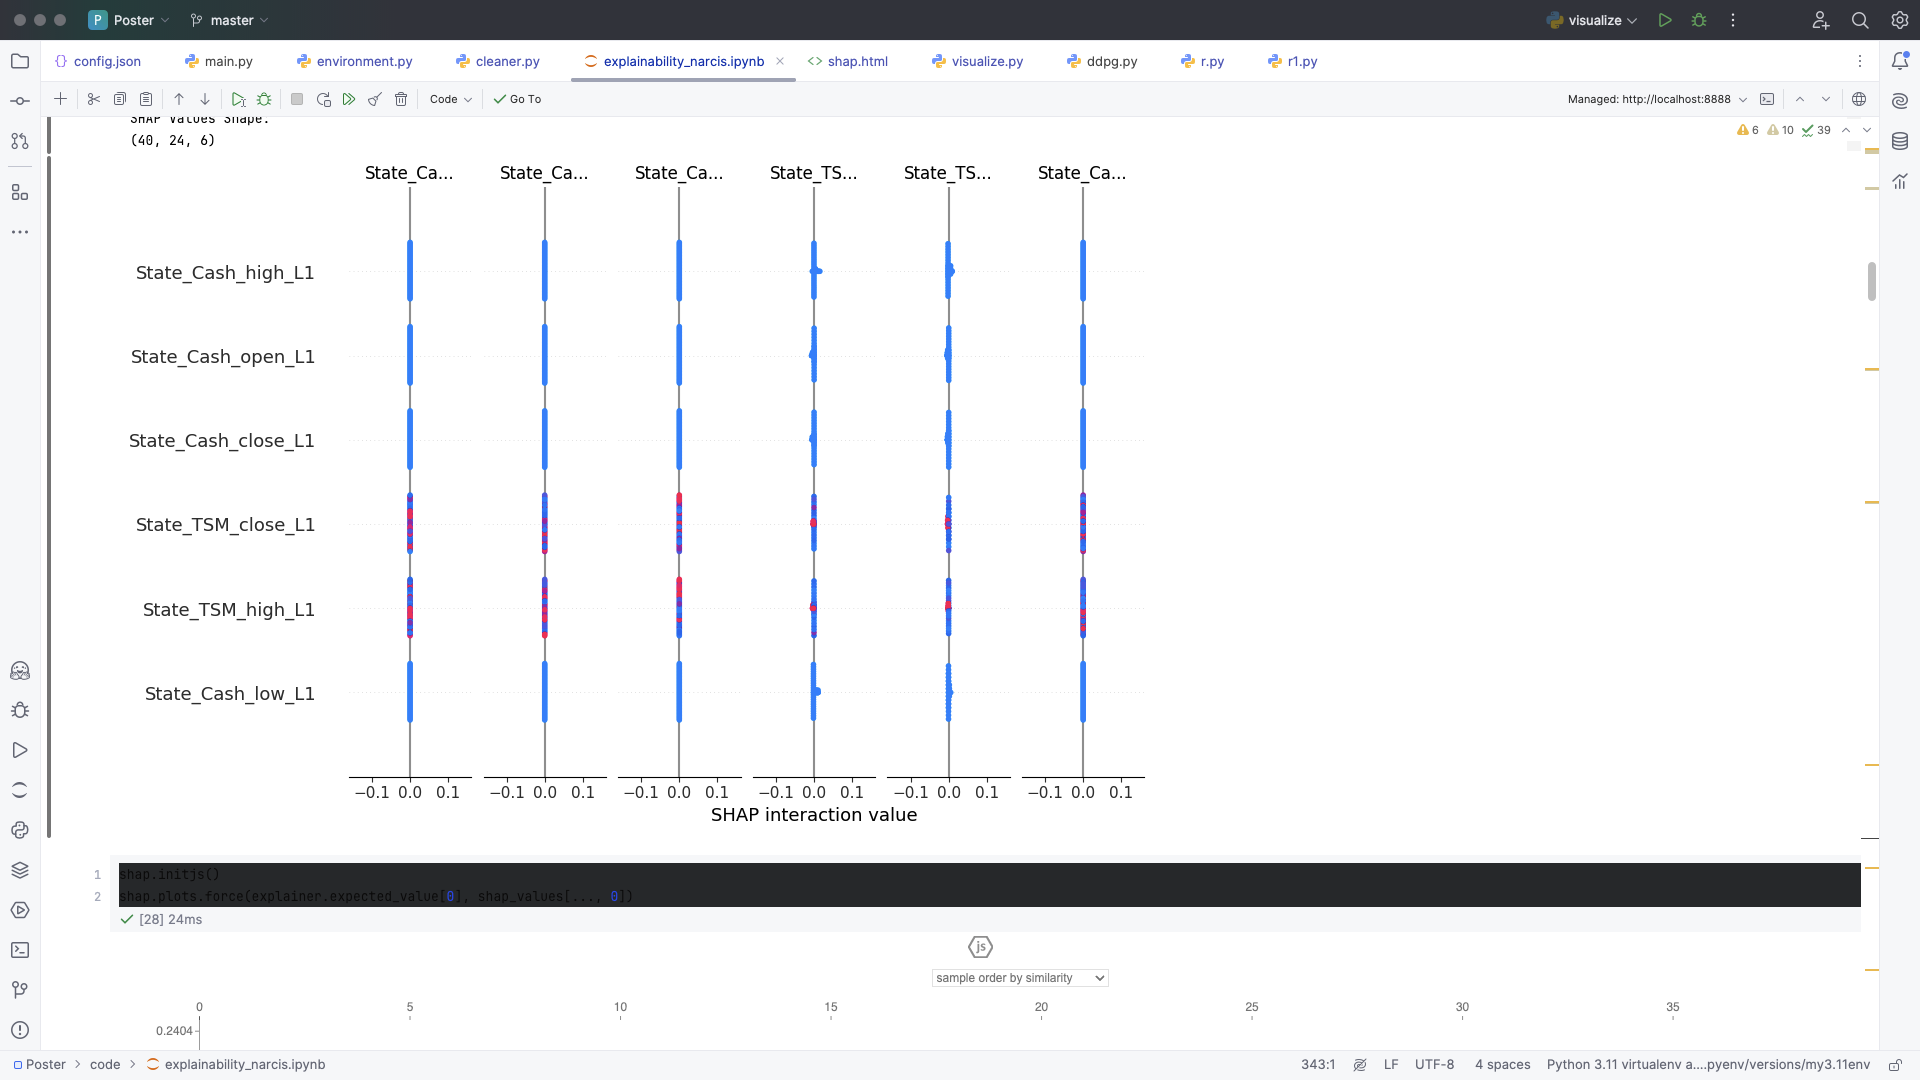 P Poster master visualize
config.json main.py environment.py cleaner.py explainability_narcis.ipynb shap.html visualize.py ddpg.py r.py r1.py
Code Go To Managed: http://localhost:8888
SHAP Values Shape:
(40, 24, 6)
6 10 39
State_Ca... State_Ca... State_Ca... State_TS... State_TS... State_Ca...
State_Cash_high_L1
State_Cash_open_L1
State_Cash_close_L1
State_TSM_close_L1
State_TSM_high_L1
State_Cash_low_L1
−0.1 0.0 0.1 −0.1 0.0 0.1 −0.1 0.0 0.1 −0.1 0.0 0.1 −0.1 0.0 0.1 −0.1 0.0 0.1
SHAP interaction value
1 shap.initjs()
2 shap.plots.force(explainer.expected_value[0], shap_values[..., 0])
[28] 24ms
js
sample order by similarity
0 5 10 15 20 25 30 35
0.2404
Poster code explainability_narcis.ipynb 343:1 LF UTF-8 4 spaces Python 3.11 virtualenv a....pyenv/versions/my3.11env